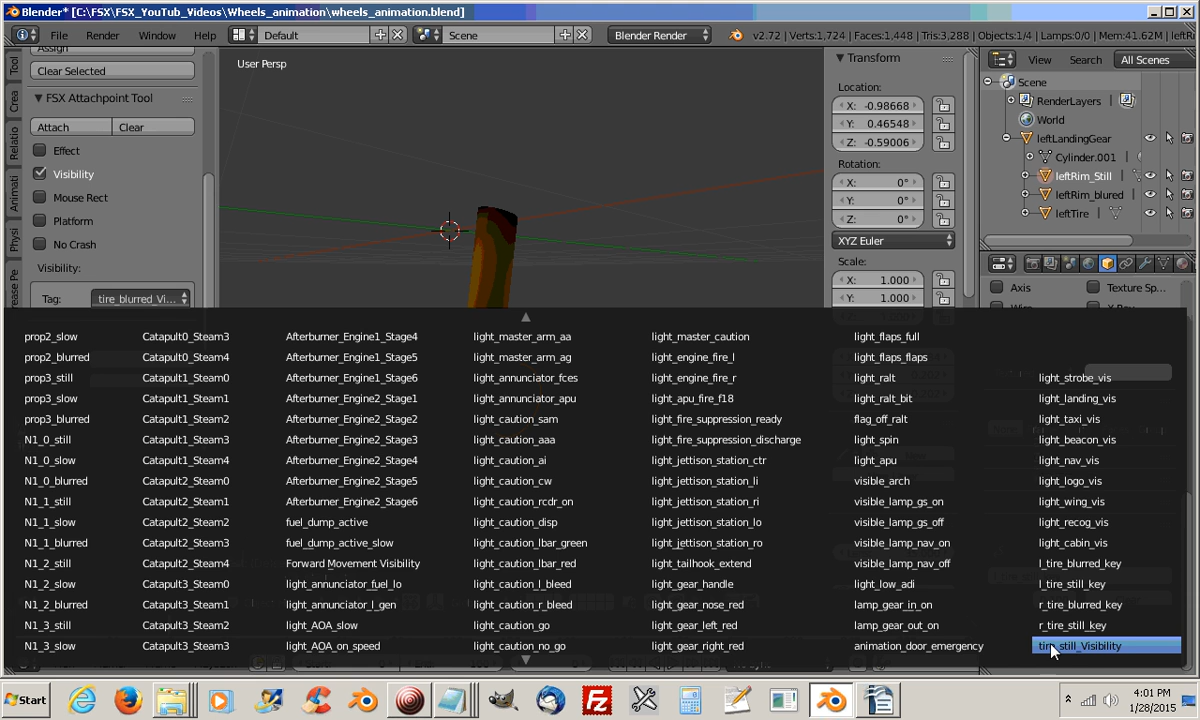 Blender* [C:\FSX\FSX_YouTub_Videos\Wheels_animation\wheels_animation.blend]
File Render Window Help Default Scene Blender Render v2.72 | Verts:1,724 | Faces:1,448 | Tris:3,288 | Objects:1/4 | Lamps:0/0 | Mem:41.62M | leftR
Clear Selected
FSX Attachpoint Tool
Attach Clear
Effect
Visibility
Mouse Rect
Platform
No Crash
Visibility:
Tag: tire_blurred_Vi...
Tool
Crea
Relatio
Animati
Physi
User Persp
Transform
Location:
X: -0.98668
Y: 0.46548
Z: -0.59006
Rotation:
X: 0°
Y: 0°
Z: 0°
XYZ Euler
Scale:
X: 1.000
Y: 1.000
View Search All Scenes
Scene
RenderLayers
World
leftLandingGear
Cylinder.001
leftRim_Still
leftRim_blured
leftTire
Axis Texture Sp...
prop2_slow
prop2_blurred
prop3_still
prop3_slow
prop3_blurred
N1_0_still
N1_0_slow
N1_0_blurred
N1_1_still
N1_1_slow
N1_1_blurred
N1_2_still
N1_2_slow
N1_2_blurred
N1_3_still
N1_3_slow
Catapult0_Steam3
Catapult0_Steam4
Catapult1_Steam0
Catapult1_Steam1
Catapult1_Steam2
Catapult1_Steam3
Catapult1_Steam4
Catapult2_Steam0
Catapult2_Steam1
Catapult2_Steam2
Catapult2_Steam3
Catapult2_Steam4
Catapult3_Steam0
Catapult3_Steam1
Catapult3_Steam2
Catapult3_Steam3
Afterburner_Engine1_Stage4
Afterburner_Engine1_Stage5
Afterburner_Engine1_Stage6
Afterburner_Engine2_Stage1
Afterburner_Engine2_Stage2
Afterburner_Engine2_Stage3
Afterburner_Engine2_Stage4
Afterburner_Engine2_Stage5
Afterburner_Engine2_Stage6
fuel_dump_active
fuel_dump_active_slow
Forward Movement Visibility
light_annunciator_fuel_lo
light_annunciator_l_gen
light_AOA_slow
light_AOA_on_speed
light_master_arm_aa
light_master_arm_ag
light_annunciator_fces
light_annunciator_apu
light_caution_sam
light_caution_aaa
light_caution_ai
light_caution_cw
light_caution_rcdr_on
light_caution_disp
light_caution_lbar_green
light_caution_lbar_red
light_caution_l_bleed
light_caution_r_bleed
light_caution_go
light_caution_no_go
light_master_caution
light_engine_fire_l
light_engine_fire_r
light_apu_fire_f18
light_fire_suppression_ready
light_fire_suppression_discharge
light_jettison_station_ctr
light_jettison_station_li
light_jettison_station_ri
light_jettison_station_lo
light_jettison_station_ro
light_tailhook_extend
light_gear_handle
light_gear_nose_red
light_gear_left_red
light_gear_right_red
light_flaps_full
light_flaps_flaps
light_ralt
light_ralt_bit
flag_off_ralt
light_spin
light_apu
visible_arch
visible_lamp_gs_on
visible_lamp_gs_off
visible_lamp_nav_on
visible_lamp_nav_off
light_low_adi
lamp_gear_in_on
lamp_gear_out_on
animation_door_emergency
light_strobe_vis
light_landing_vis
light_taxi_vis
light_beacon_vis
light_nav_vis
light_logo_vis
light_wing_vis
light_recog_vis
light_cabin_vis
l_tire_blurred_key
l_tire_still_key
r_tire_blurred_key
r_tire_still_key
tire_still_Visibility
Start
4:01 PM
1/28/2015